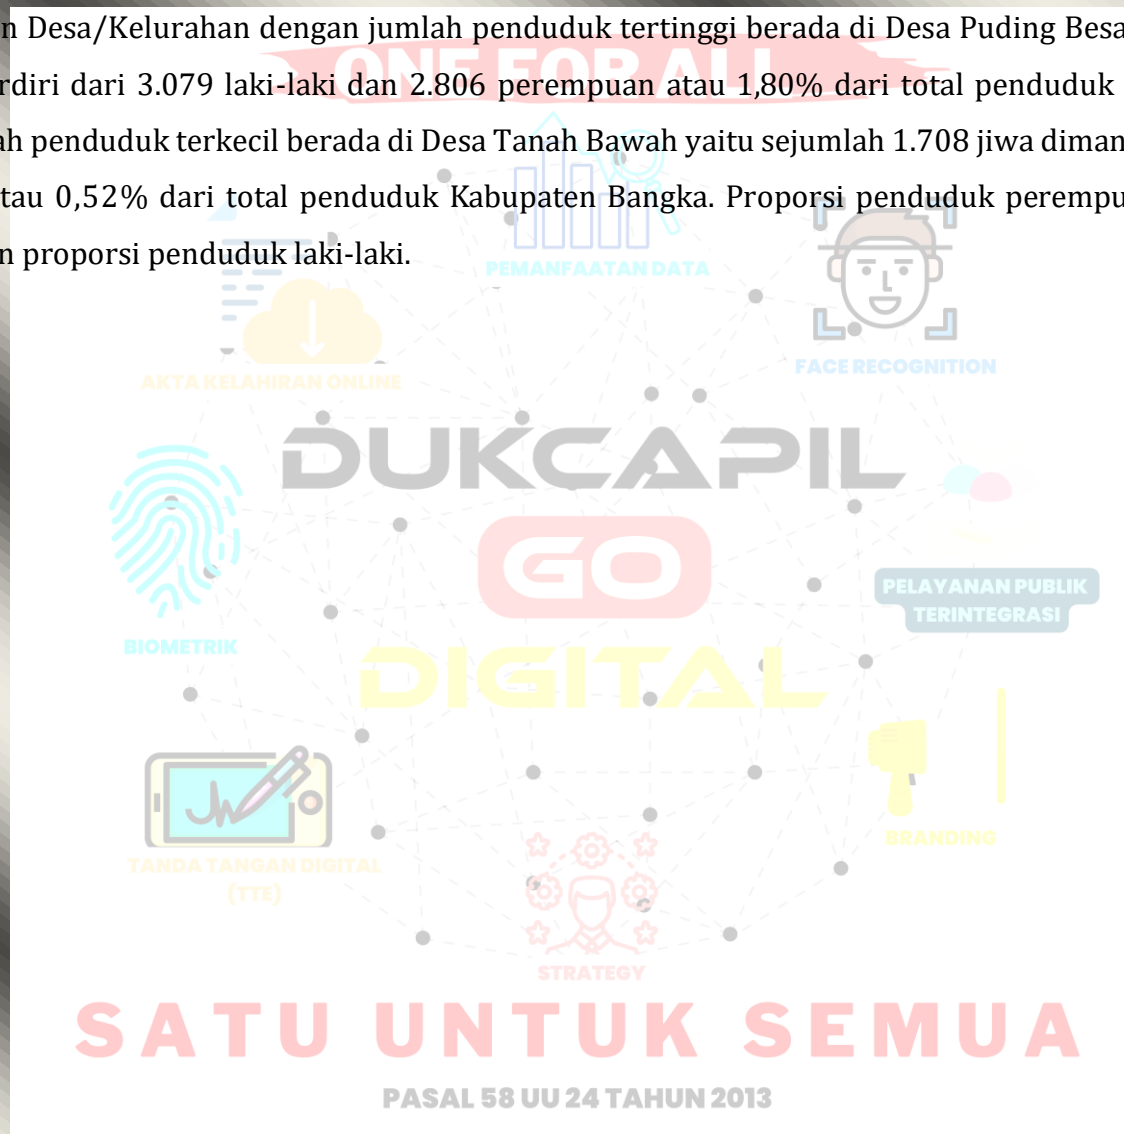 n Desa/Kelurahan dengan jumlah penduduk tertinggi berada di Desa Puding Besa
ONE FOR ALL
rdiri dari 3.079 laki-laki dan 2.806 perempuan atau 1,80% dari total penduduk
ah penduduk terkecil berada di Desa Tanah Bawah yaitu sejumlah 1.708 jiwa diman
tau 0,52% dari total penduduk Kabupaten Bangka. Proporsi penduduk perempu
n proporsi penduduk laki-laki.
PEMANFAATAN DATA
FACE RECOGNITION
AKTA KELAHIRAN ONLINE
DUKCAPIL
GO
PELAYANAN PUBLIK
TERINTEGRASI
BIOMETRIK
DIGITAL
BRANDING
TANDA TANGAN DIGITAL
(TTE)
STRATEGY
SATU UNTUK SEMUA
PASAL 58 UU 24 TAHUN 2013